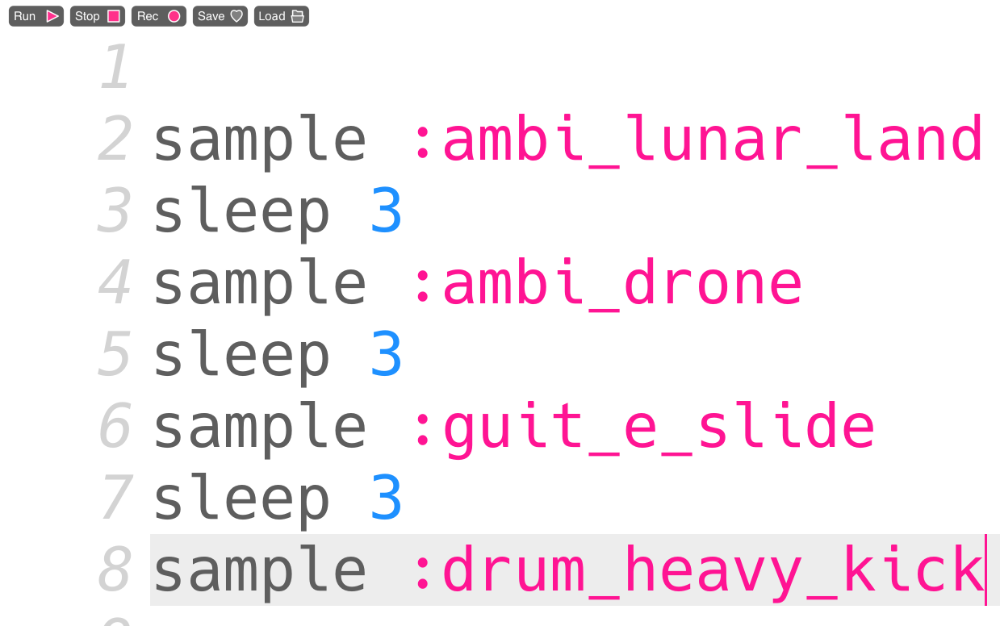 Run Stop Rec Save Load
1
2 sample :ambi_lunar_land
3 sleep 3
4 sample :ambi_drone
5 sleep 3
6 sample :guit_e_slide
7 sleep 3
8 sample :drum_heavy_kick